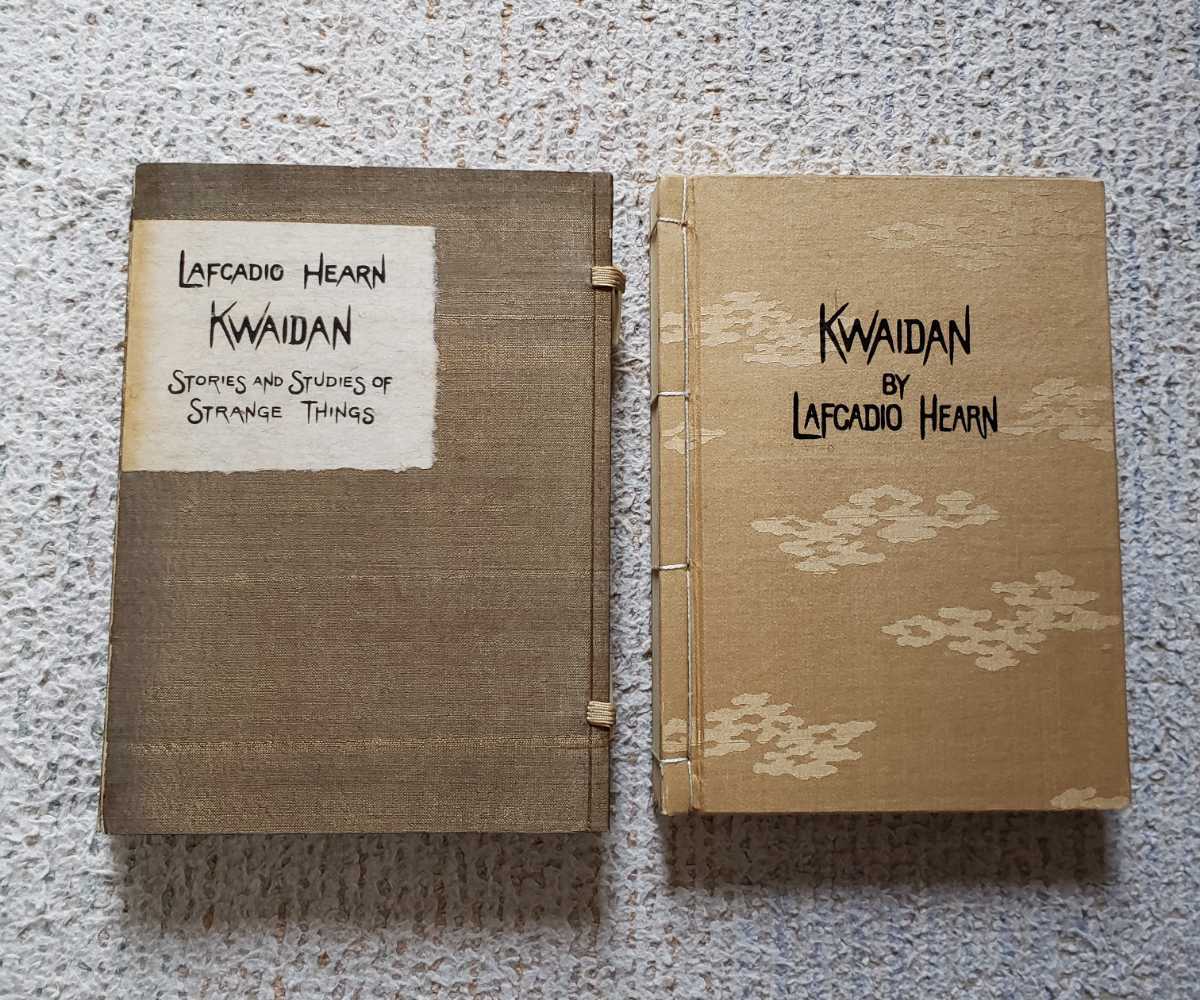 LAFCADIO HEARN
KWAIDAN
STORIES AND STUDIES OF
STRANGE THINGS
KWAIDAN
BY
LAFCADIO HEARN